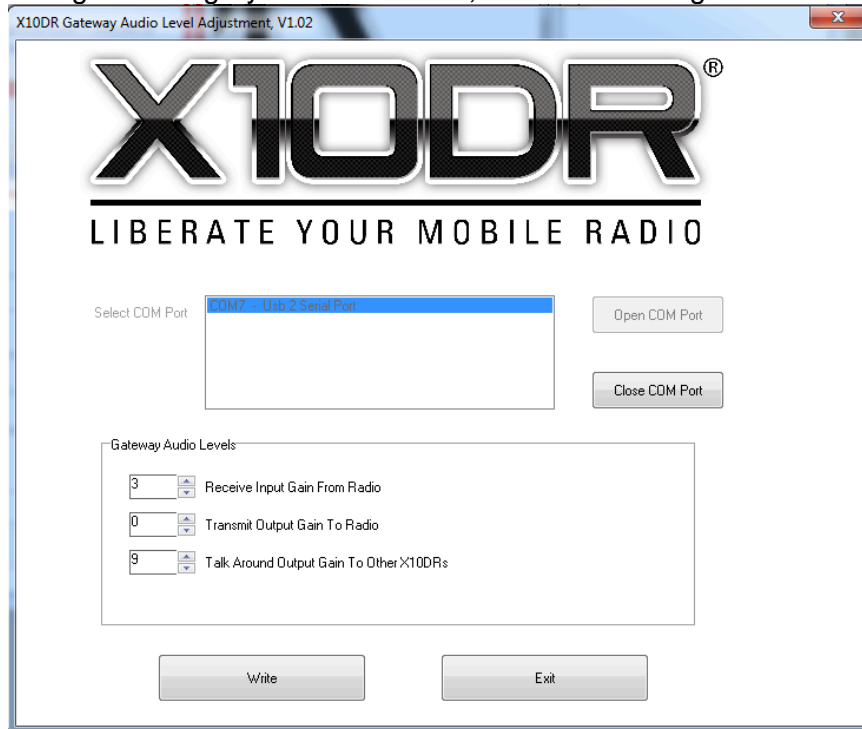 X10DR Gateway Audio Level Adjustment, V1.02
X10DR®
LIBERATE YOUR MOBILE RADIO
Select COM Port
COM7 - Usb 2 Serial Port
Open COM Port
Close COM Port
Gateway Audio Levels
3 Receive Input Gain From Radio
0 Transmit Output Gain To Radio
9 Talk Around Output Gain To Other X10DRs
Write
Exit